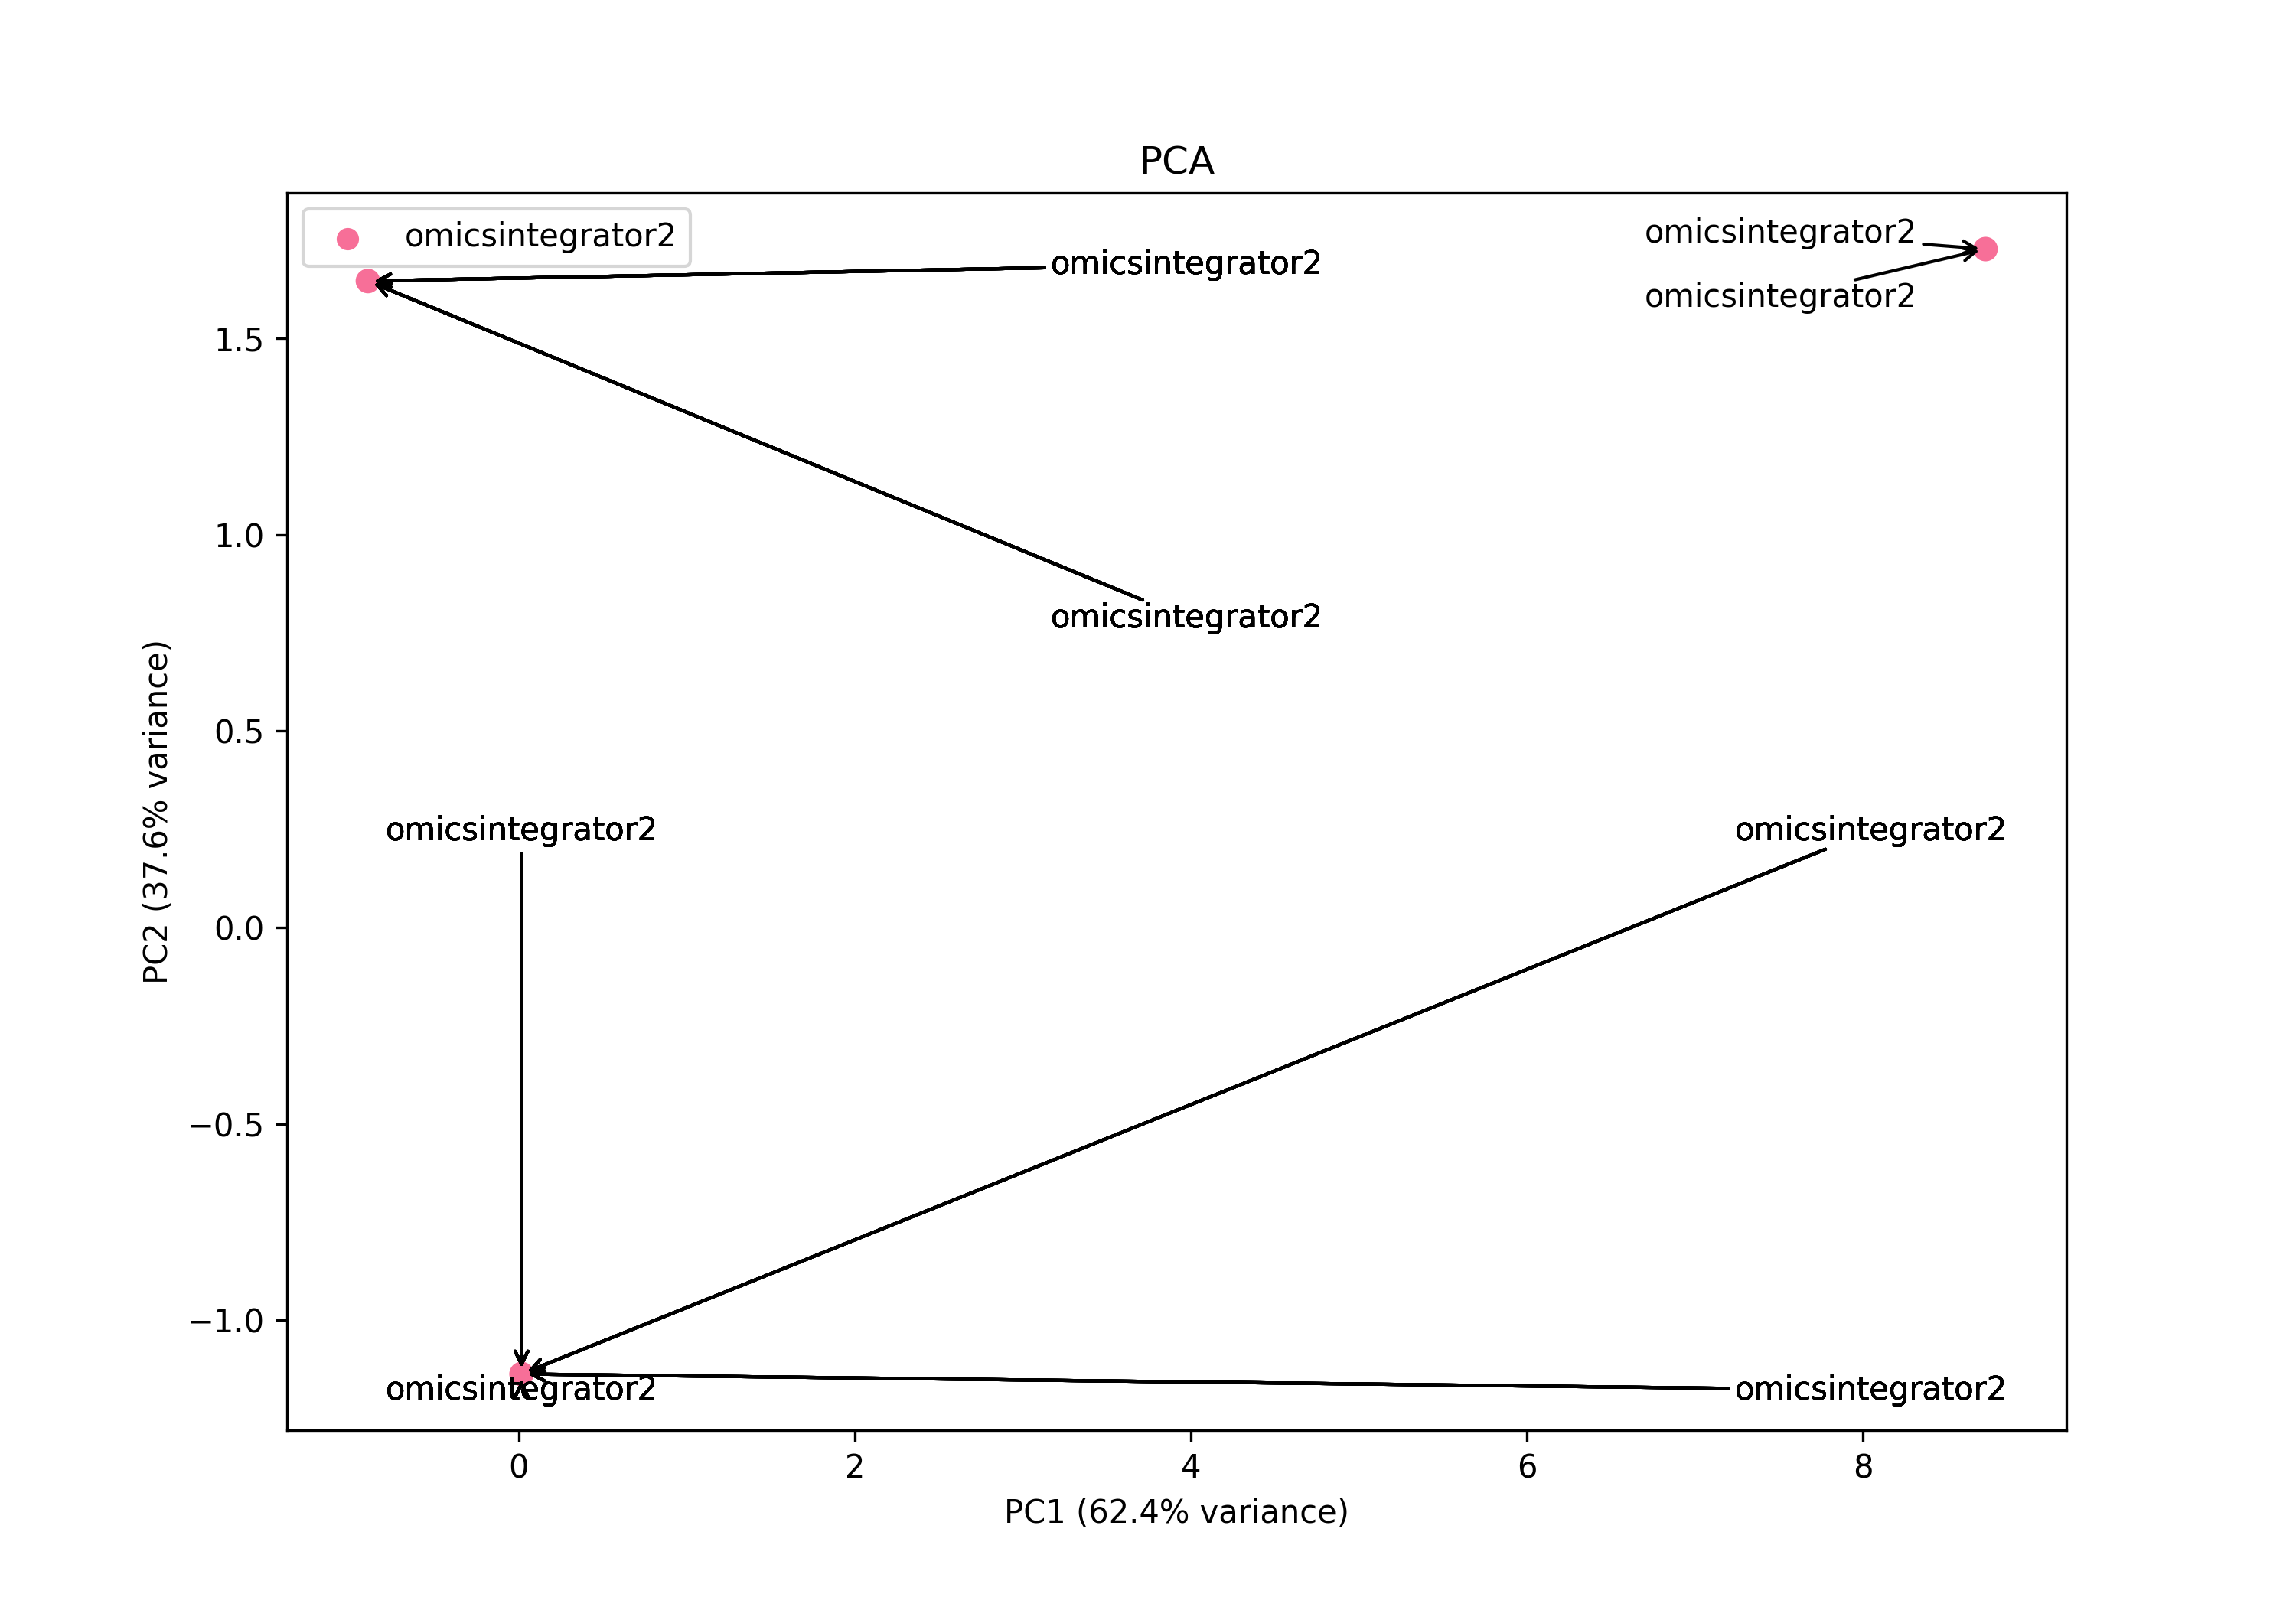 PCA
omicsintegrator2
omicsintegrator2
omicsintegrator2
omicsintegrator2
1.5
1.0
omicsintegrator2
0.5
omicsintegrator2
omicsintegrator2
0.0
−0.5
−1.0
omicsintegrator2
omicsintegrator2
PC2 (37.6% variance)
0
2
4
6
8
PC1 (62.4% variance)